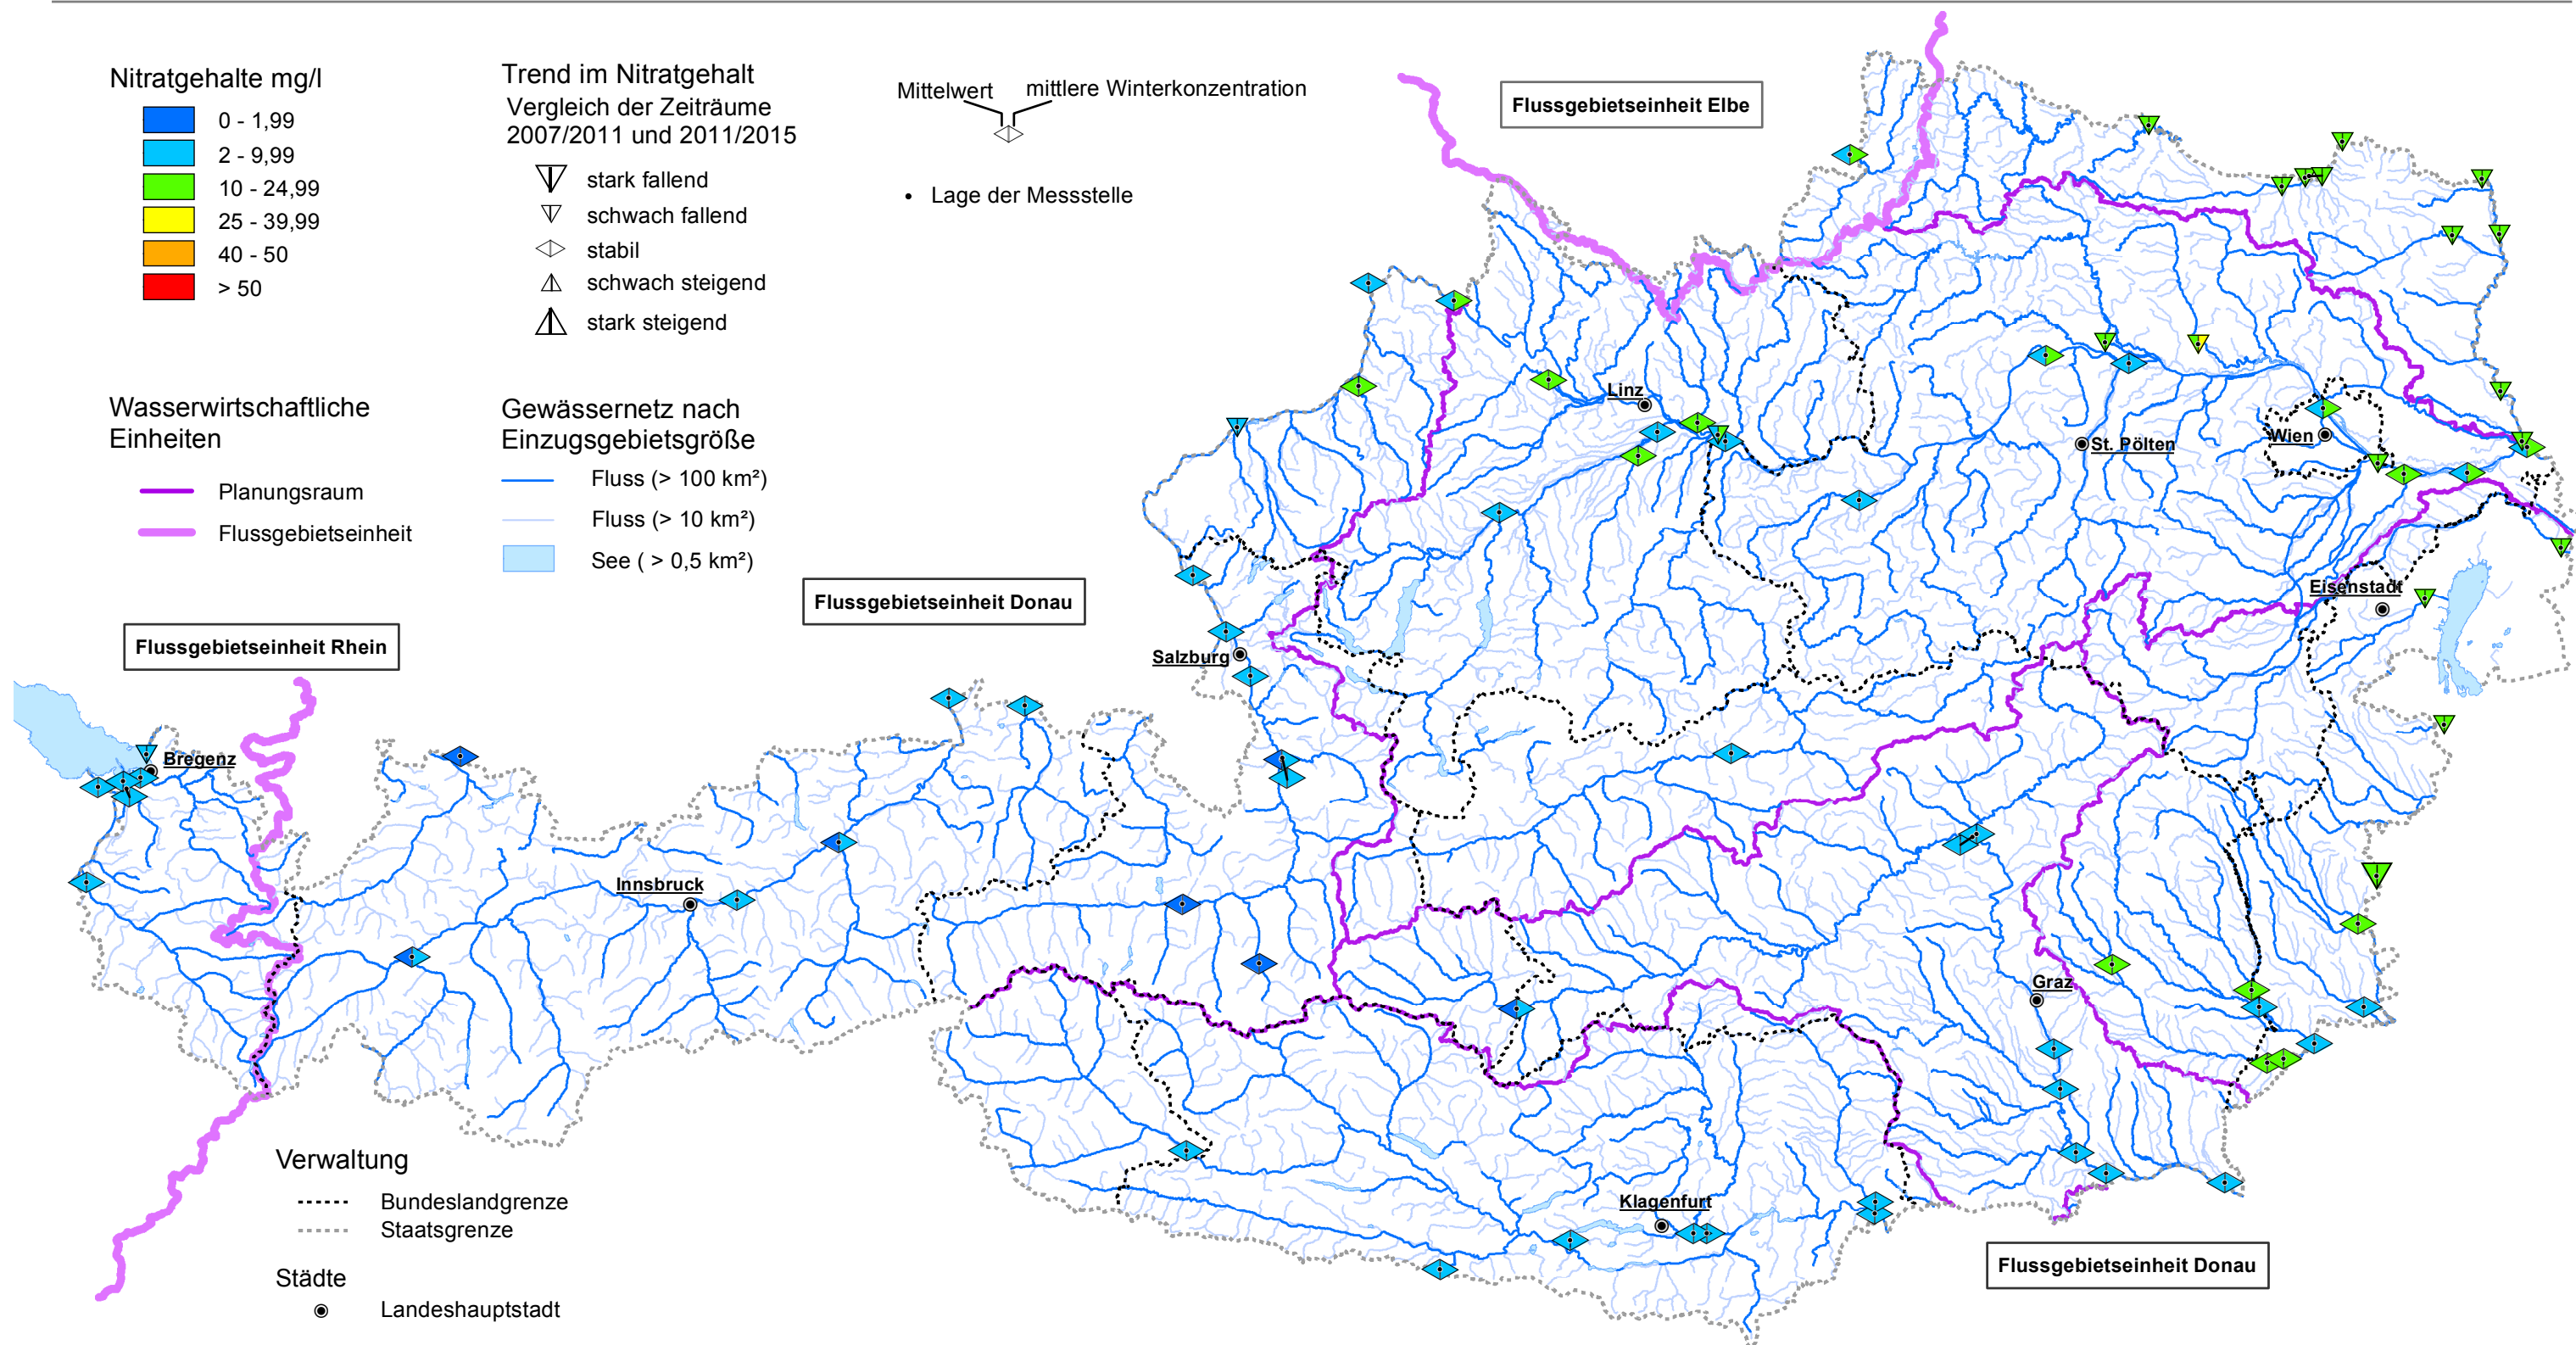 Nitratgehalte mg/l
0 - 1,99
2 - 9,99
10 - 24,99
25 - 39,99
40 - 50
> 50
Trend im Nitratgehalt
Vergleich der Zeiträume
2007/2011 und 2011/2015
stark fallend
schwach fallend
stabil
schwach steigend
stark steigend
Mittelwert
mittlere Winterkonzentration
• Lage der Messstelle
Wasserwirtschaftliche
Einheiten
Planungsraum
Flussgebietseinheit
Gewässernetz nach
Einzugsgebietsgröße
Fluss (> 100 km²)
Fluss (> 10 km²)
See ( > 0,5 km²)
Flussgebietseinheit Elbe
Flussgebietseinheit Donau
Flussgebietseinheit Rhein
Linz
St. Pölten
Wien
Eisenstadt
Salzburg
Bregenz
Innsbruck
Graz
Klagenfurt
Flussgebietseinheit Donau
Verwaltung
Bundeslandgrenze
Staatsgrenze
Städte
Landeshauptstadt